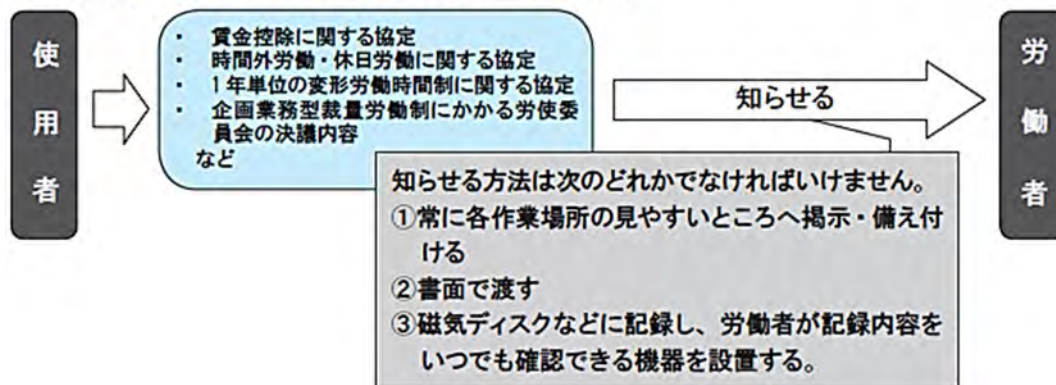 使用者
・ 賃金控除に関する協定
・ 時間外労働・休日労働に関する協定
・ 1年単位の変形労働時間制に関する協定
・ 企画業務型裁量労働制にかかる労使委
員会の決議内容
など
知らせる
労働者
知らせる方法は次のどれかでなければいけません。
①常に各作業場所の見やすいところへ掲示・備え付
ける
②書面で渡す
③磁気ディスクなどに記録し、労働者が記録内容を
いつでも確認できる機器を設置する。